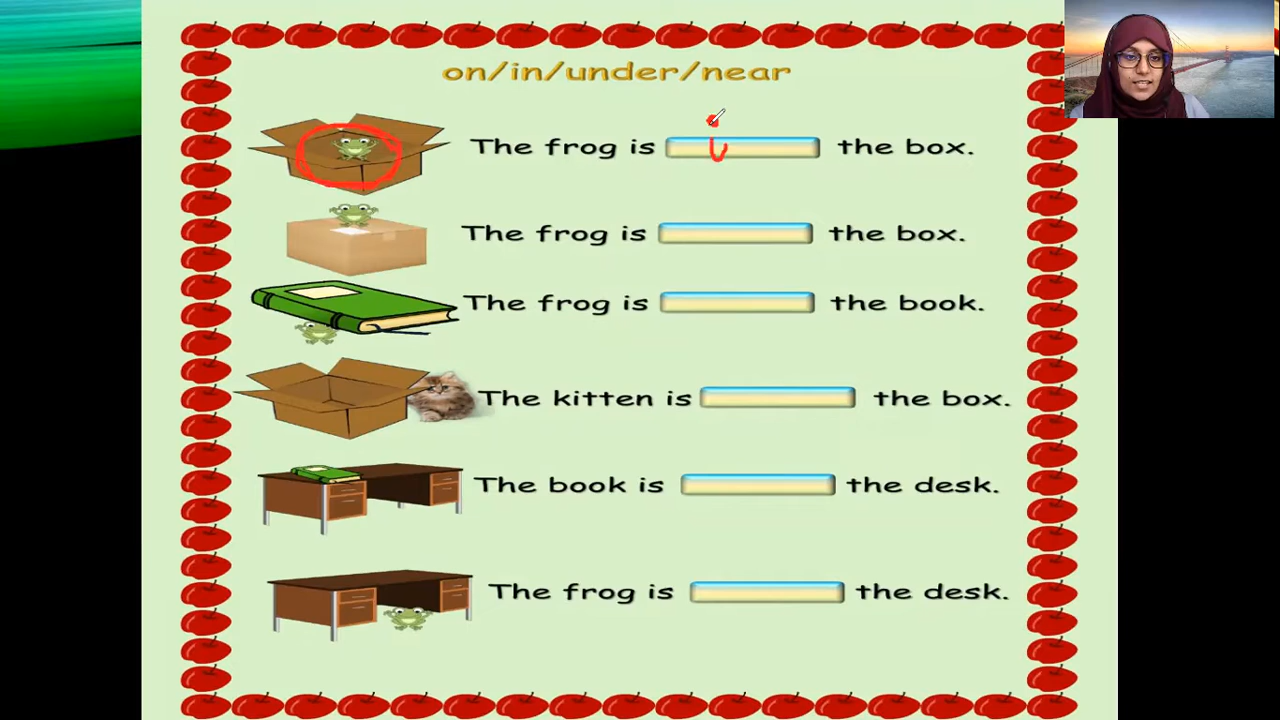 on/in/under/near
The frog is the box.
The frog is the box.
The frog is the book.
The kitten is the box.
The book is the desk.
The frog is the desk.